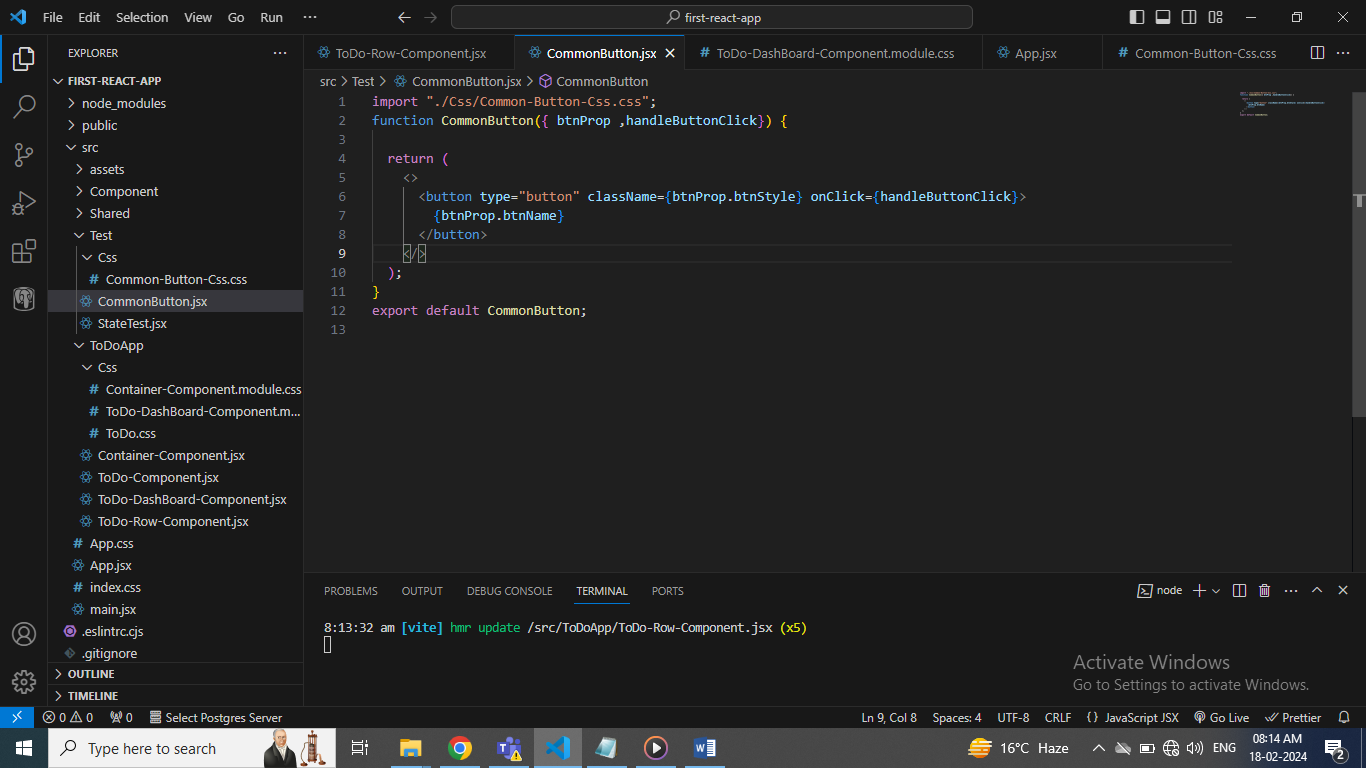 File Edit Selection View Go Run ···
first-react-app
EXPLORER ···
FIRST-REACT-APP
node_modules
public
src
assets
Component
Shared
Test
Css
Common-Button-Css.css
CommonButton.jsx
StateTest.jsx
ToDoApp
Css
Container-Component.module.css
ToDo-DashBoard-Component.m...
ToDo.css
Container-Component.jsx
ToDo-Component.jsx
ToDo-DashBoard-Component.jsx
ToDo-Row-Component.jsx
App.css
App.jsx
index.css
main.jsx
.eslintrc.cjs
.gitignore
OUTLINE
TIMELINE
ToDo-Row-Component.jsx CommonButton.jsx ToDo-DashBoard-Component.module.css App.jsx Common-Button-Css.css
src > Test > CommonButton.jsx > CommonButton
1 import "./Css/Common-Button-Css.css";
2 function CommonButton({ btnProp ,handleButtonClick}) {
3
4 return (
5 <>
6 <button type="button" className={btnProp.btnStyle} onClick={handleButtonClick}>
7 {btnProp.btnName}
8 </button>
9 </>
10 );
11 }
12 export default CommonButton;
13
PROBLEMS OUTPUT DEBUG CONSOLE TERMINAL PORTS
node
8:13:32 am [vite] hmr update /src/ToDoApp/ToDo-Row-Component.jsx (x5)
Activate Windows
Go to Settings to activate Windows.
0 0 0 Select Postgres Server
Ln 9, Col 8 Spaces: 4 UTF-8 CRLF {} JavaScript JSX Go Live Prettier
Type here to search
16°C Haze ENG
08:14 AM
18-02-2024
2